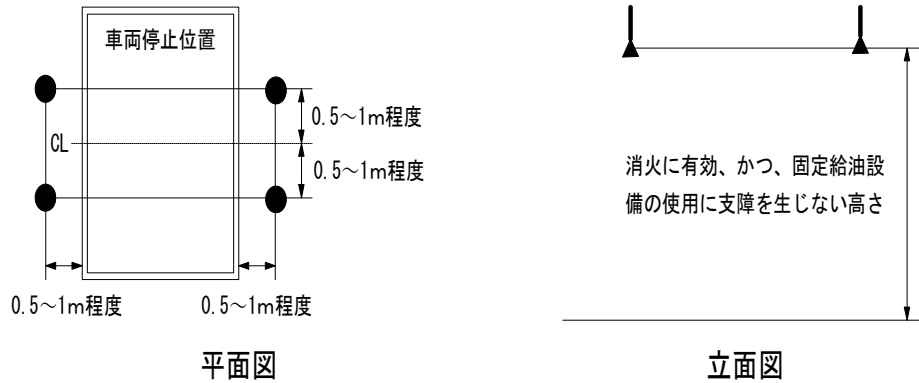 車両停止位置
0.5～1m程度
CL
0.5～1m程度
0.5～1m程度
0.5～1m程度
平面図
消火に有効、かつ、固定給油設
備の使用に支障を生じない高さ
立面図